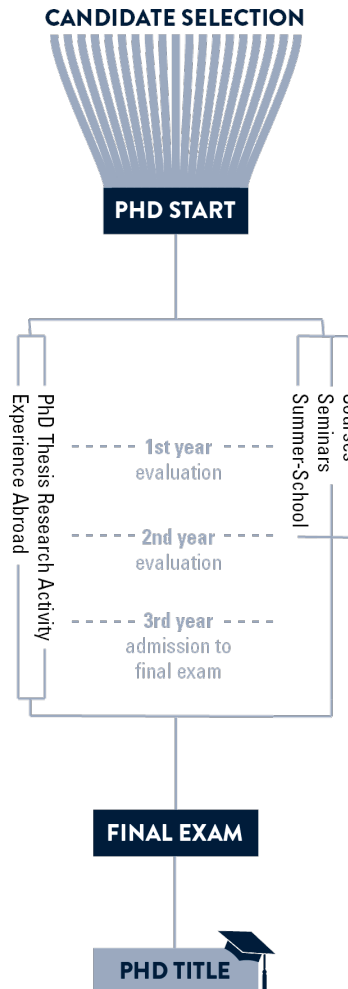 CANDIDATE SELECTION
PHD START
PhD Thesis Research Activity
Experience Abroad
Courses
Seminars
Summer-School
1st year
evaluation
2nd year
evaluation
3rd year
admission to
final exam
FINAL EXAM
PHD TITLE